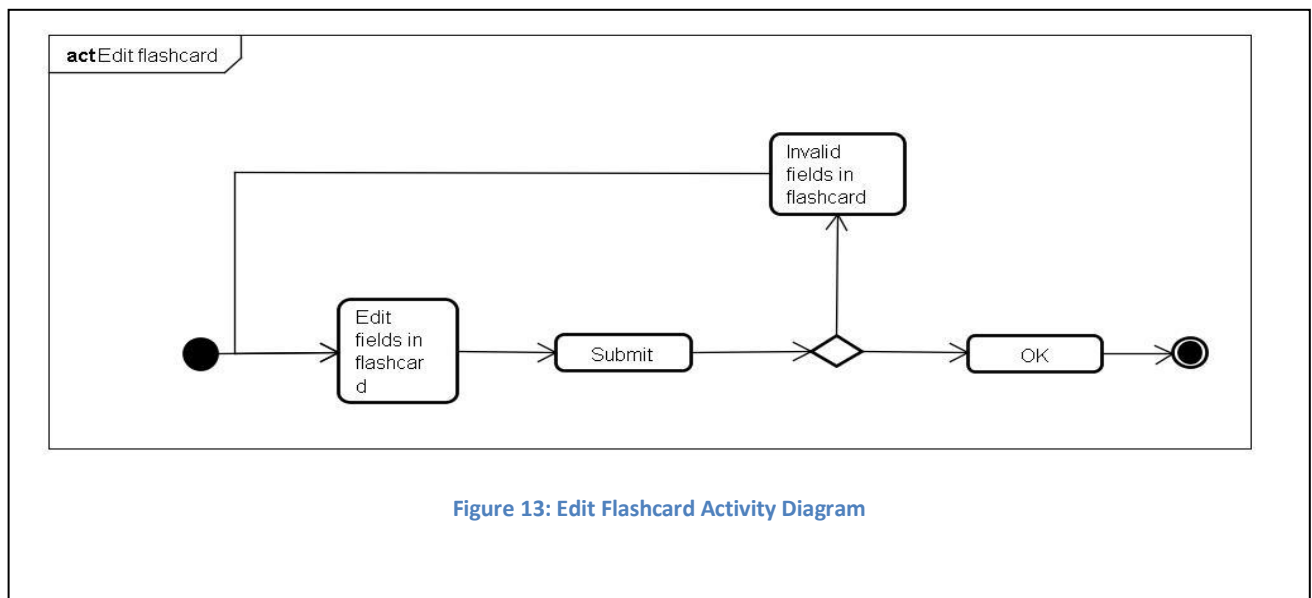 act Edit flashcard
Invalid
fields in
flashcard
Edit
fields in
flashcar
d
Submit
OK
Figure 13: Edit Flashcard Activity Diagram